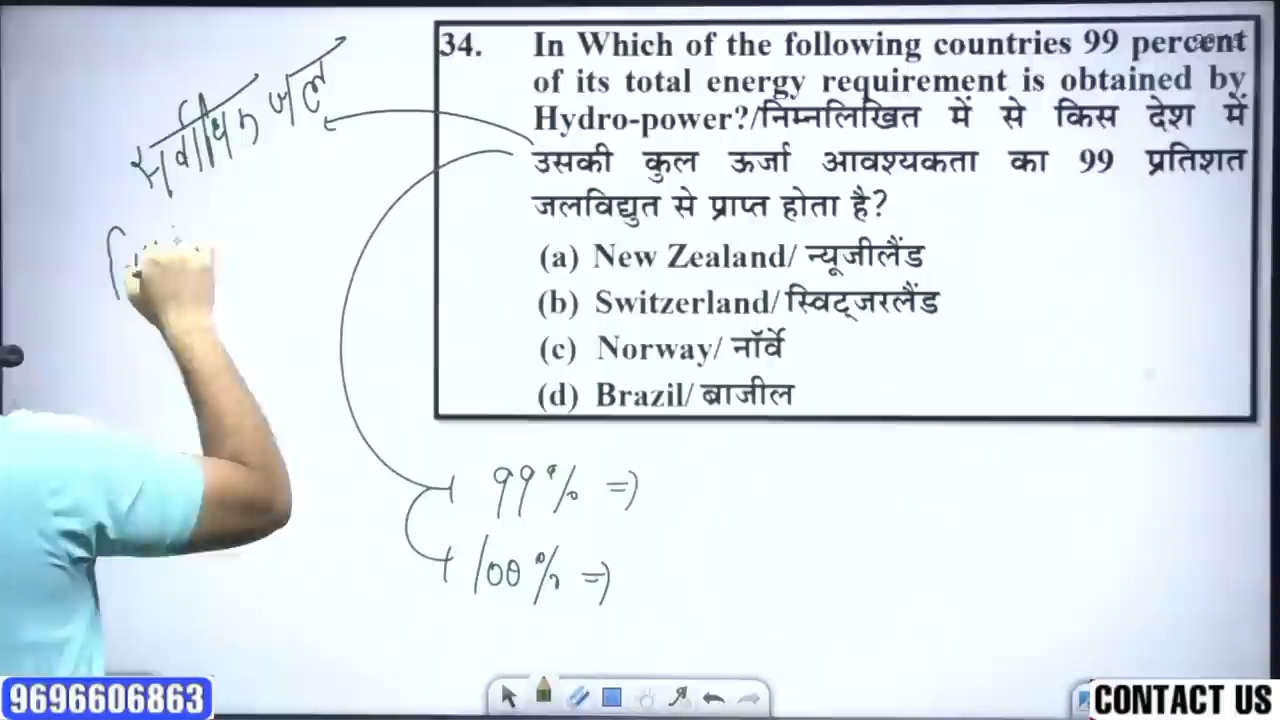 34. In Which of the following countries 99 percent
of its total energy requirement is obtained by
Hydro-power?/निम्नलिखित में से किस देश में
उसकी कुल ऊर्जा आवश्यकता का 99 प्रतिशत
जलविद्युत से प्राप्त होता है?
(a) New Zealand/ न्यूजीलैंड
(b) Switzerland/ स्विट्जरलैंड
(c) Norway/ नॉर्वे
(d) Brazil/ ब्राजील
सर्वाधिक जल
99% =)
100% =)
9696606863
CONTACT US